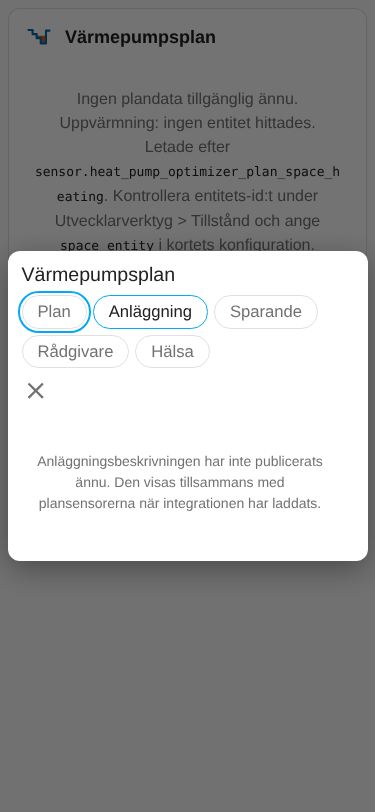 Värmepumpsplan
Ingen plandata tillgänglig ännu.
Uppvärmning: ingen entitet hittades.
Letade efter
sensor.heat_pump_optimizer_plan_space_h
eating. Kontrollera entitets-id:t under
Utvecklarverktyg > Tillstånd och ange
space_entity i kortets konfiguration.
Värmepumpsplan
Plan Anläggning Sparande
Rådgivare Hälsa
Anläggningsbeskrivningen har inte publicerats
ännu. Den visas tillsammans med
plansensorerna när integrationen har laddats.